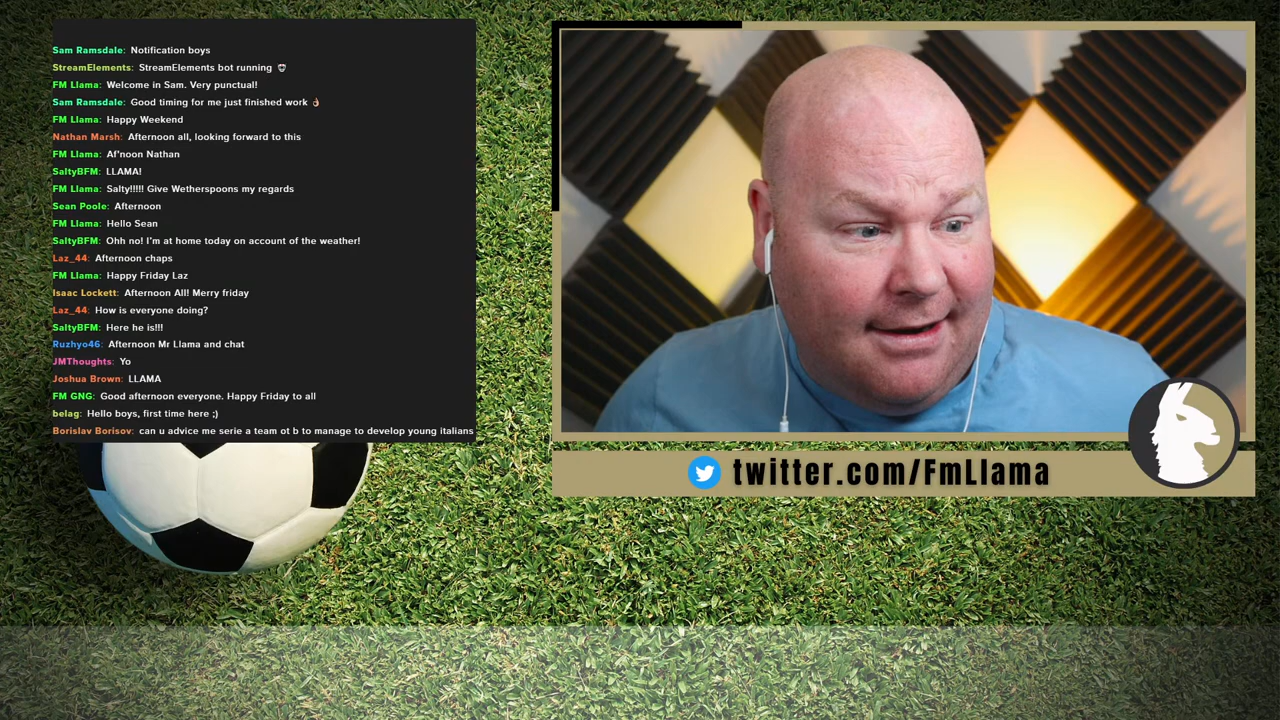 Sam Ramsdale: Notification boys
StreamElements: StreamElements bot running
FM Llama: Welcome in Sam. Very punctual!
Sam Ramsdale: Good timing for me just finished work 👌
FM Llama: Happy Weekend
Nathan Marsh: Afternoon all, looking forward to this
FM Llama: Af'noon Nathan
SaltyBFM: LLAMA!
FM Llama: Salty!!!!! Give Wetherspoons my regards
Sean Poole: Afternoon
FM Llama: Hello Sean
SaltyBFM: Ohh no! I'm at home today on account of the weather!
Laz_44: Afternoon chaps
FM Llama: Happy Friday Laz
Isaac Lockett: Afternoon All! Merry friday
Laz_44: How is everyone doing?
SaltyBFM: Here he is!!!
Ruzhyo46: Afternoon Mr Llama and chat
JMThoughts: Yo
Joshua Brown: LLAMA
FM GNG: Good afternoon everyone. Happy Friday to all
belag: Hello boys, first time here ;)
Borislav Borisov: can u advice me serie a team ot b to manage to develop young italians
twitter.com/FmLlama